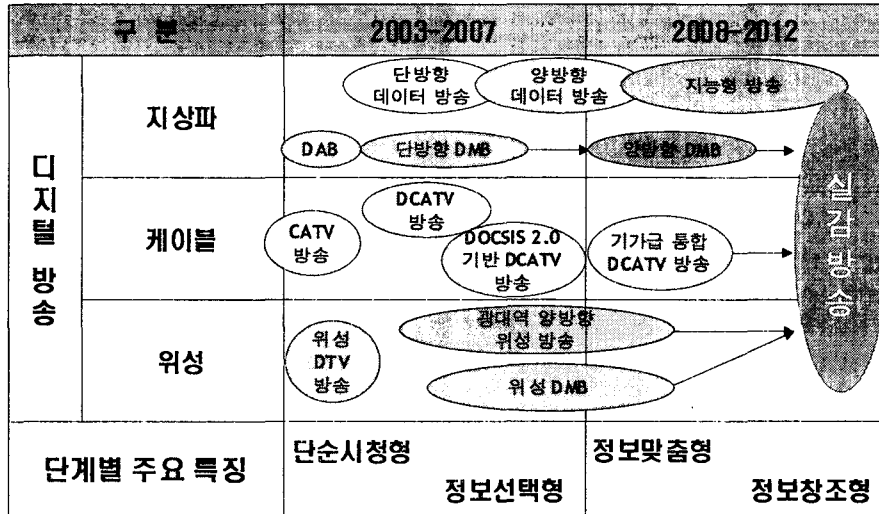 구 분
2003-2007
2008-2012
디지털 방송
지상파
단방향
데이터 방송
양방향
데이터 방송
지능형 방송
DAB
단방향 DMB
양방향 DMB
실감방송
케이블
CATV
방송
DCATV
방송
DOCSIS 2.0
기반 DCATV
방송
기가급 통합
DCATV 방송
위성
위성
DTV
방송
광대역 양방향
위성 방송
위성 DMB
단계별 주요 특징
단순시청형
정보선택형
정보맞춤형
정보창조형